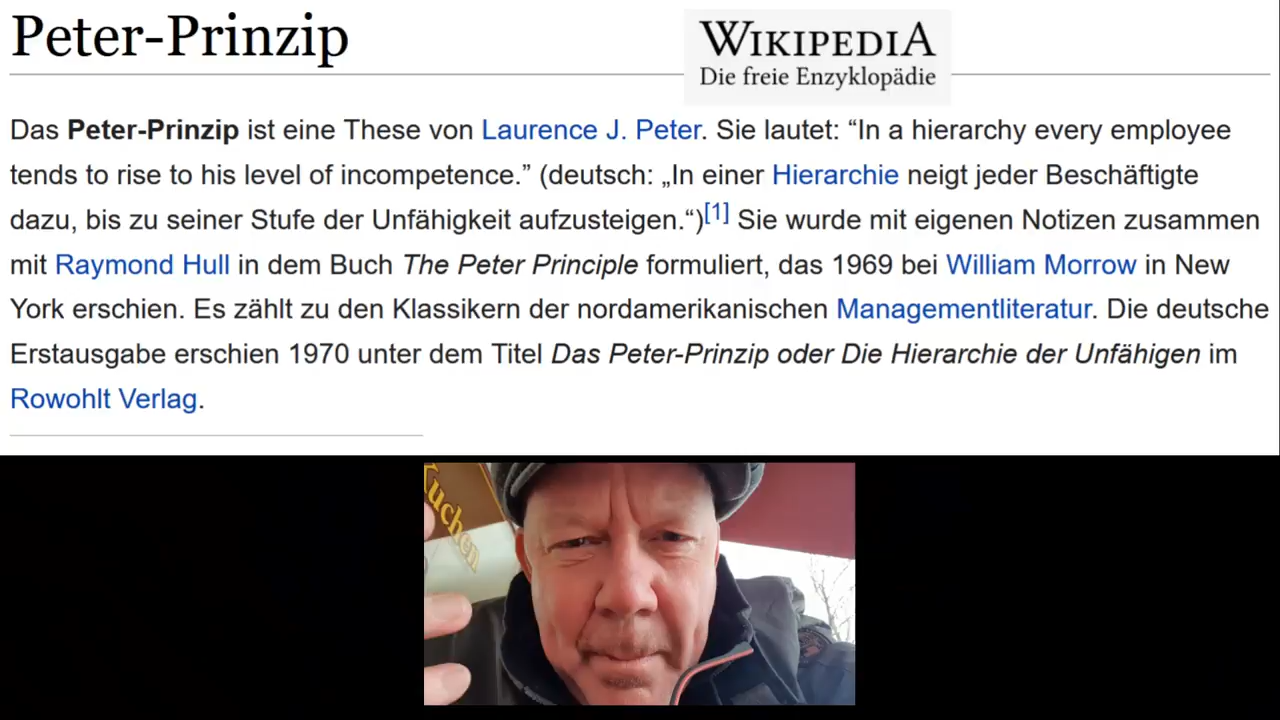 Peter-Prinzip
WIKIPEDIA
Die freie Enzyklopädie
Das Peter-Prinzip ist eine These von Laurence J. Peter. Sie lautet: “In a hierarchy every employee
tends to rise to his level of incompetence.” (deutsch: „In einer Hierarchie neigt jeder Beschäftigte
dazu, bis zu seiner Stufe der Unfähigkeit aufzusteigen.“)[1] Sie wurde mit eigenen Notizen zusammen
mit Raymond Hull in dem Buch The Peter Principle formuliert, das 1969 bei William Morrow in New
York erschien. Es zählt zu den Klassikern der nordamerikanischen Managementliteratur. Die deutsche
Erstausgabe erschien 1970 unter dem Titel Das Peter-Prinzip oder Die Hierarchie der Unfähigen im
Rowohlt Verlag.
Kuchen